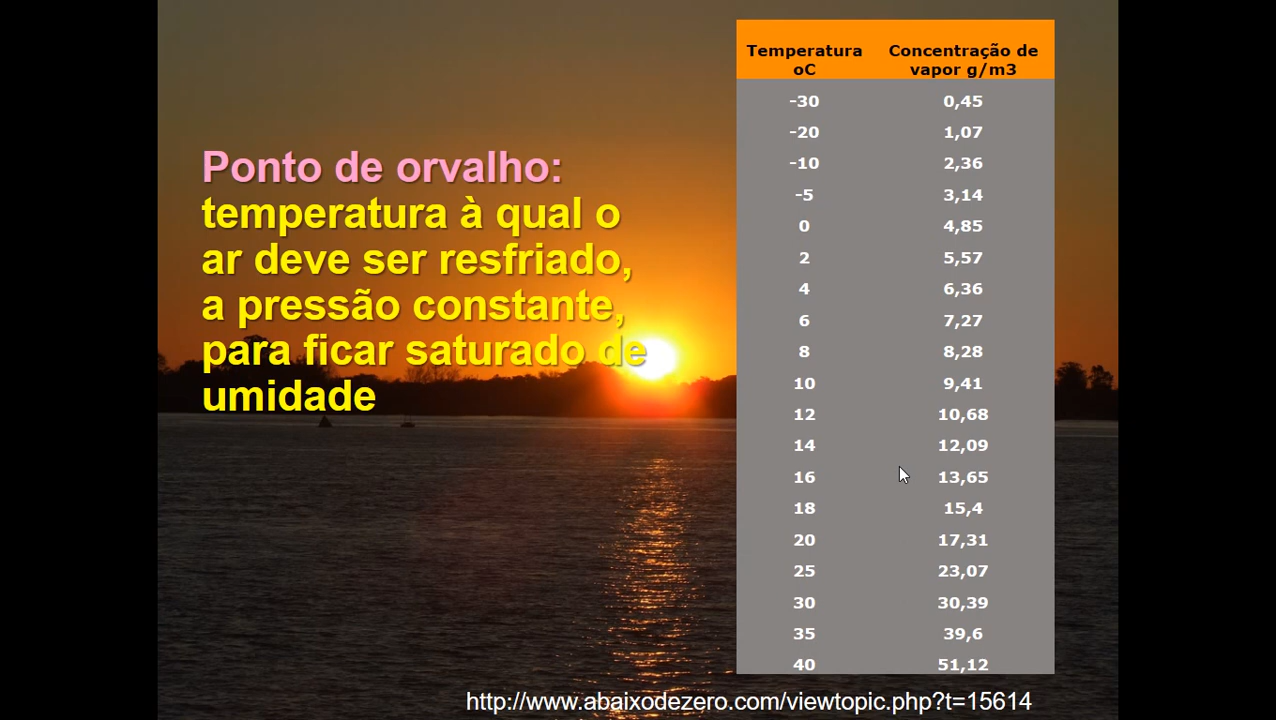 Ponto de orvalho:
temperatura à qual o
ar deve ser resfriado,
a pressão constante,
para ficar saturado de
umidade
Temperatura Concentração de
oC vapor g/m3
-30 0,45
-20 1,07
-10 2,36
-5 3,14
0 4,85
2 5,57
4 6,36
6 7,27
8 8,28
10 9,41
12 10,68
14 12,09
16 13,65
18 15,4
20 17,31
25 23,07
30 30,39
35 39,6
40 51,12
http://www.abaixodezero.com/viewtopic.php?t=15614